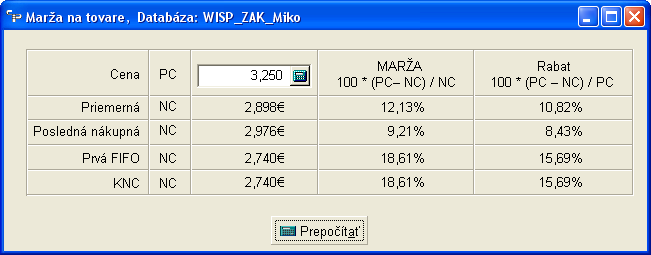 Marža na tovare, Databáza: WISP_ZAK_Miko
Cena PC 3,250 MARŽA 100 * (PC– NC) / NC Rabat 100 * (PC – NC) / PC
Priemerná NC 2,898€ 12,13% 10,82%
Posledná nákupná NC 2,976€ 9,21% 8,43%
Prvá FIFO NC 2,740€ 18,61% 15,69%
KNC NC 2,740€ 18,61% 15,69%
Prepočítať